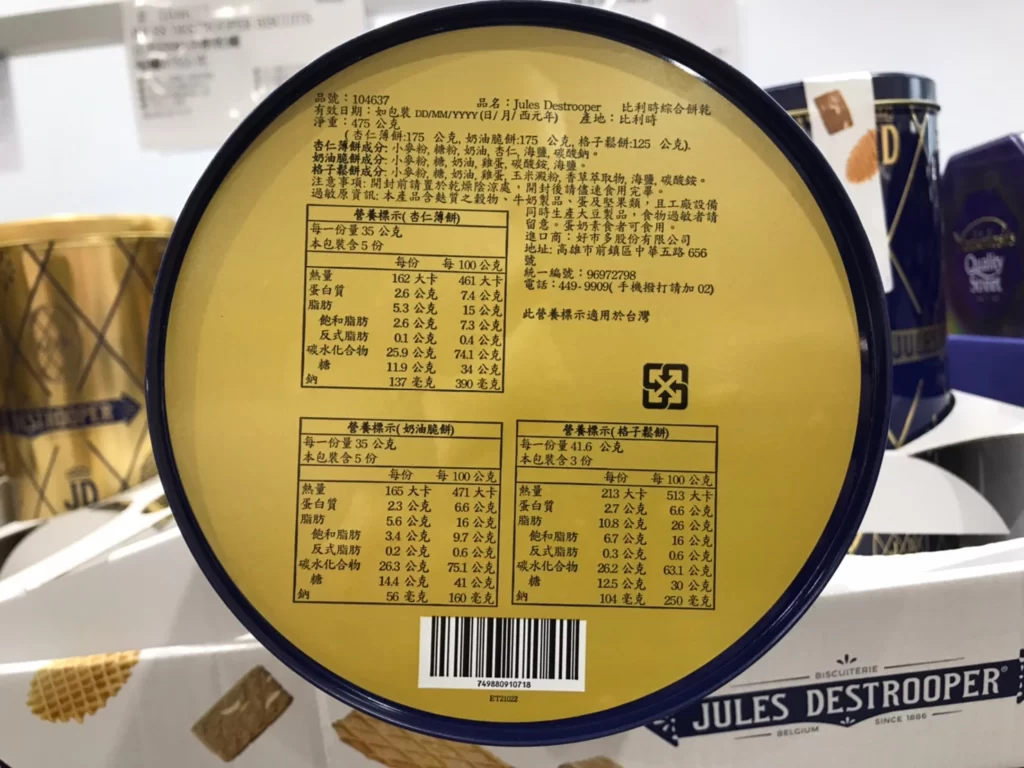 品號：104637 品名：Jules Destrooper 比利時綜合餅乾
有效日期：如包裝 DD/MM/YYYY (日/月/西元年) 產地：比利時
淨重：475 公克
(杏仁薄餅:175 公克, 奶油脆餅:175 公克, 格子鬆餅:125 公克).
杏仁薄餅成分: 小麥粉, 糖粉, 奶油, 杏仁, 海鹽, 碳酸鈉。
奶油脆餅成分: 小麥粉, 糖, 奶油, 雞蛋, 碳酸銨, 海鹽。
格子鬆餅成分: 小麥粉, 糖, 奶油, 雞蛋, 玉米澱粉, 香草萃取物, 海鹽, 碳酸銨。
注意事項: 開封前請置於乾燥陰涼處，開封後請儘速食用完畢。
過敏原資訊: 本產品含麩質之穀物、牛奶製品、蛋及堅果類，且工廠設備
同時生產大豆製品，食物過敏者請
留意。蛋奶素食者可食用。
進口商：好市多股份有限公司
地址: 高雄市前鎮區中華五路 656
號
統一編號：96972798
電話：449-9909( 手機撥打請加 02)
此營養標示適用於台灣
營養標示(杏仁薄餅)
每一份量 35 公克
本包裝含 5 份
每份 每 100 公克
熱量 162 大卡 461 大卡
蛋白質 2.6 公克 7.4 公克
脂肪 5.3 公克 15 公克
飽和脂肪 2.6 公克 7.3 公克
反式脂肪 0.1 公克 0.4 公克
碳水化合物 25.9 公克 74.1 公克
糖 11.9 公克 34 公克
鈉 137 毫克 390 毫克
營養標示(奶油脆餅)
每一份量 35 公克
本包裝含 5 份
每份 每 100 公克
熱量 165 大卡 471 大卡
蛋白質 2.3 公克 6.6 公克
脂肪 5.6 公克 16 公克
飽和脂肪 3.4 公克 9.7 公克
反式脂肪 0.2 公克 0.6 公克
碳水化合物 26.3 公克 75.1 公克
糖 14.4 公克 41 公克
鈉 56 毫克 160 毫克
營養標示(格子鬆餅)
每一份量 41.6 公克
本包裝含 3 份
每份 每 100 公克
熱量 213 大卡 513 大卡
蛋白質 2.7 公克 6.6 公克
脂肪 10.8 公克 26 公克
飽和脂肪 6.7 公克 16 公克
反式脂肪 0.3 公克 0.6 公克
碳水化合物 26.2 公克 63.1 公克
糖 12.5 公克 30 公克
鈉 104 毫克 250 毫克
749880910718
ET21022
DESTROOPER
JD
D
JU
Quality
Street
BISCUITERIE
JULES DESTROOPER
BELGIUM SINCE 1886